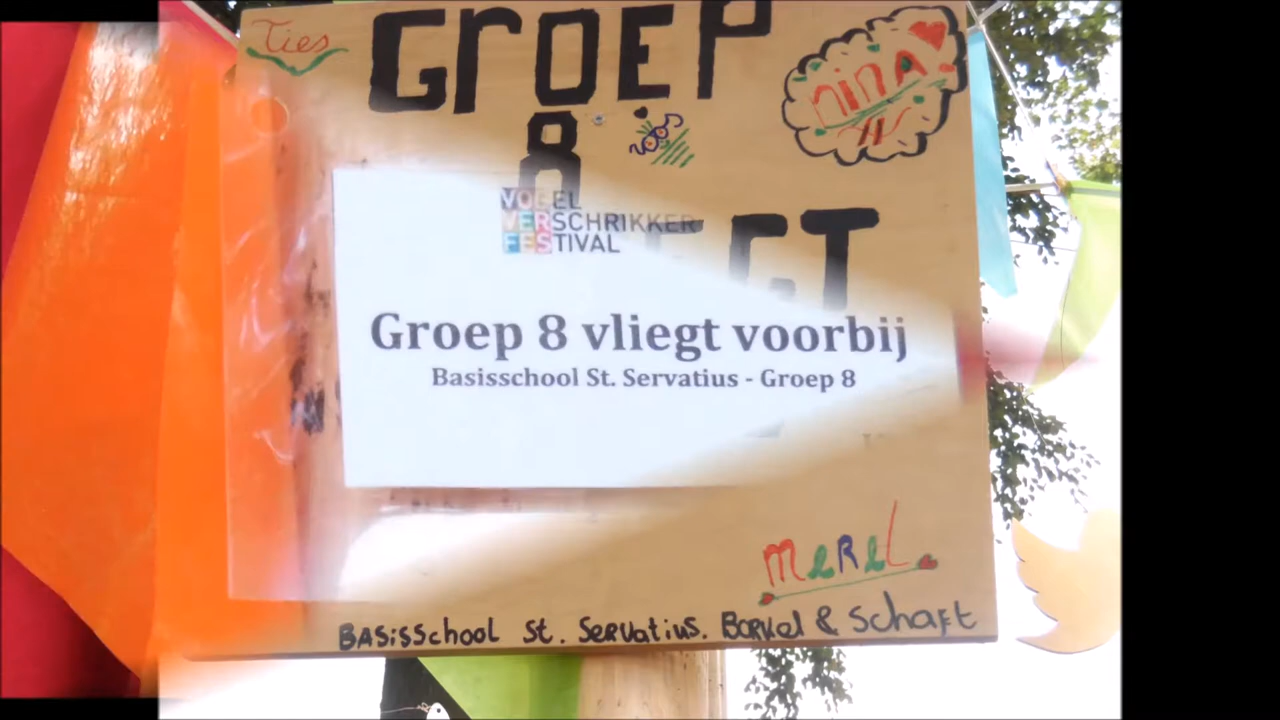 Ties
GrOEP
ninA
8
VOGEL
VERSCHRIKKER
FESTIVAL
Groep 8 vliegt voorbij
Basisschool St. Servatius - Groep 8
MeRel
BASisSchool St. Servatius. Borkel & Schaft